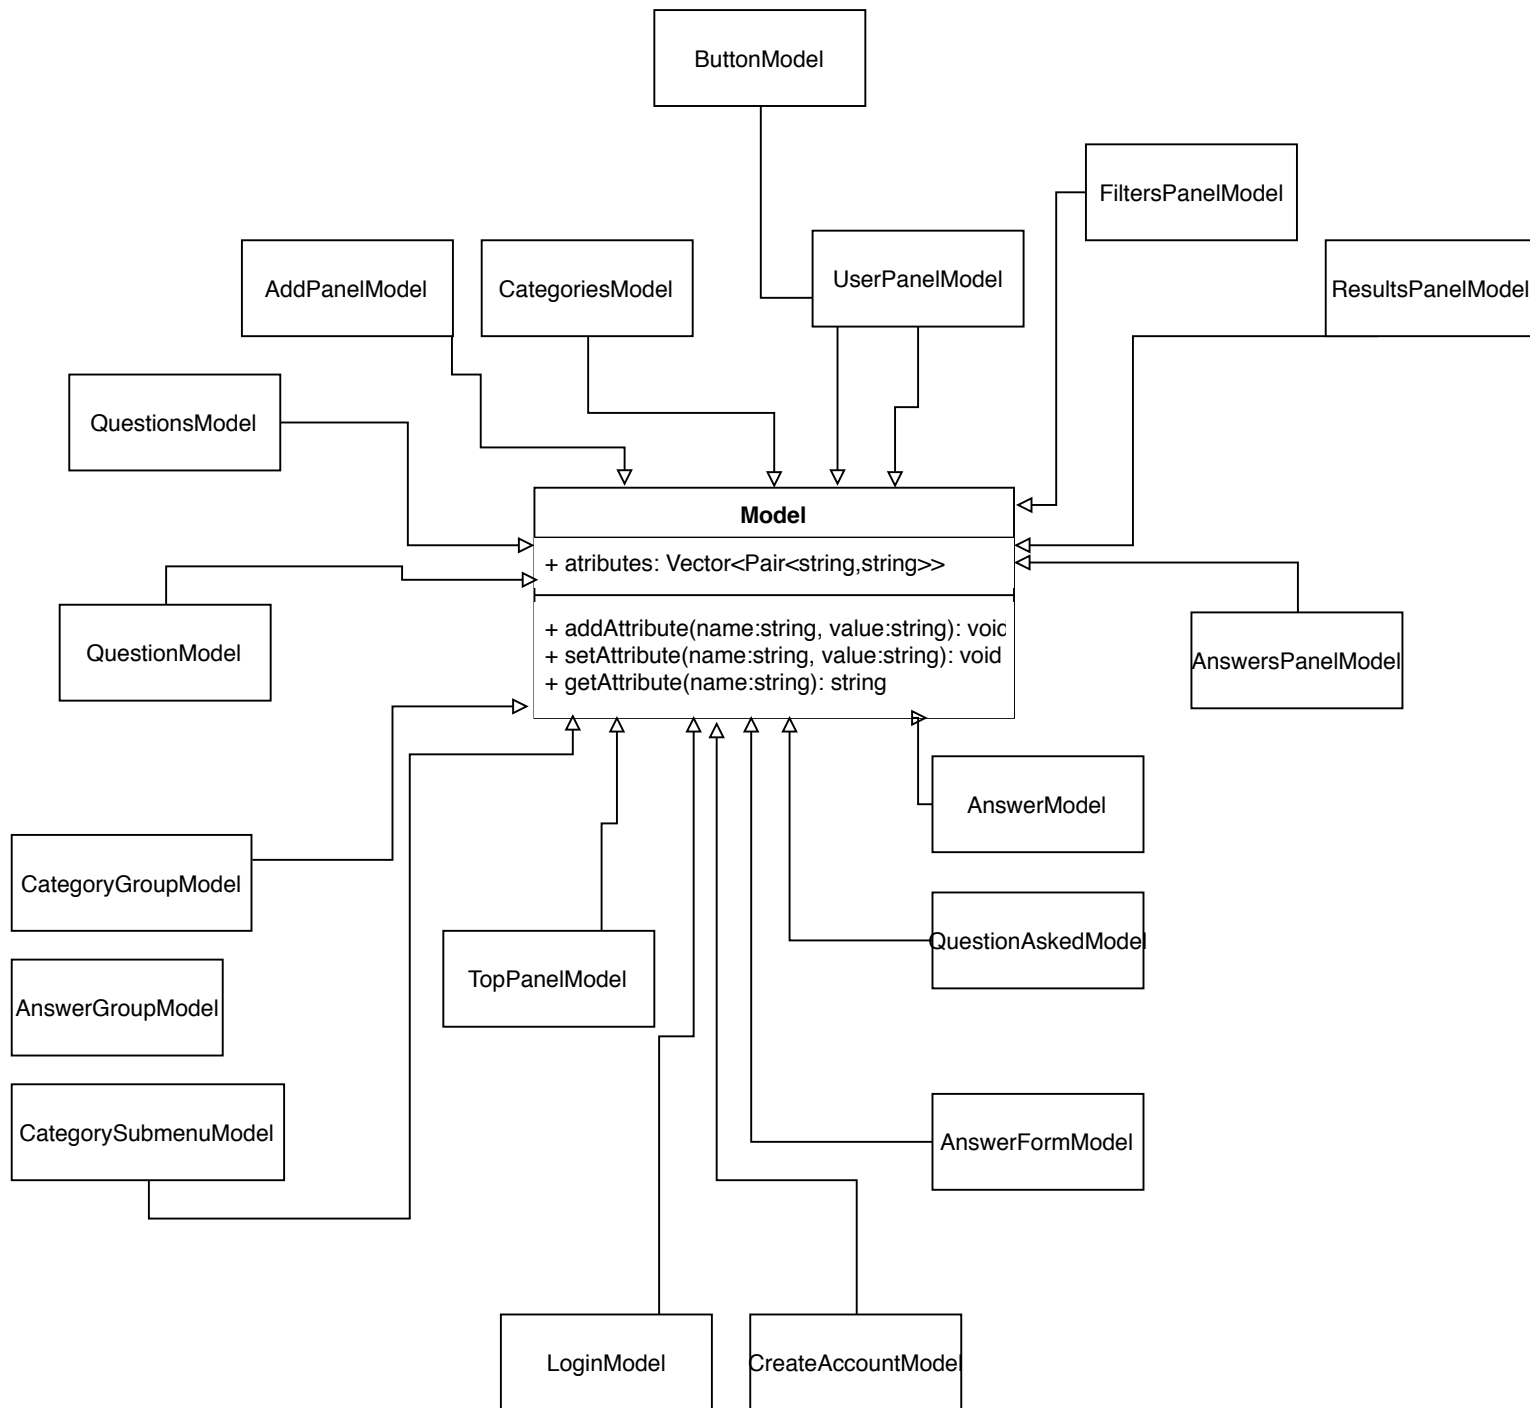 ButtonModel
FiltersPanelModel
AddPanelModel
CategoriesModel
UserPanelModel
ResultsPanelModel
QuestionsModel
Model
+ atributes: Vector<Pair<string,string>>
+ addAttribute(name:string, value:string): void
+ setAttribute(name:string, value:string): void
+ getAttribute(name:string): string
QuestionModel
AnswersPanelModel
AnswerModel
CategoryGroupModel
QuestionAskedModel
TopPanelModel
AnswerGroupModel
CategorySubmenuModel
AnswerFormModel
LoginModel
CreateAccountModel